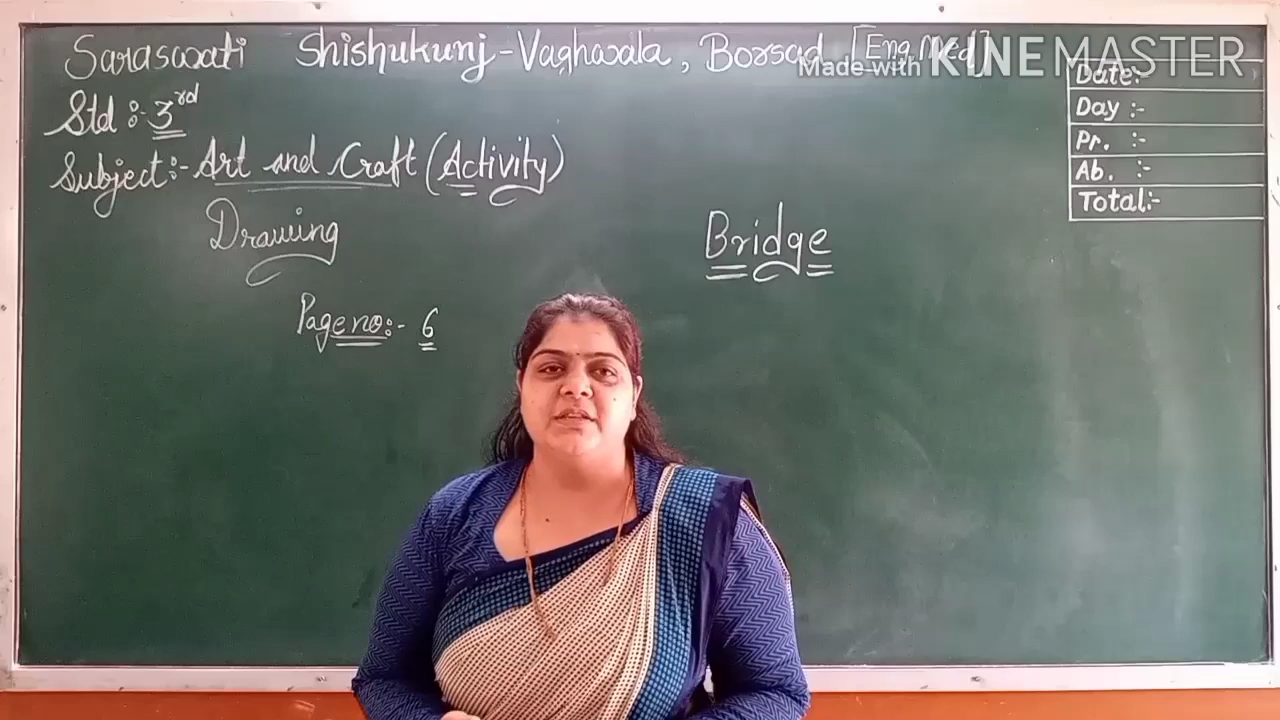 Saraswati Shishukunj-Vaghwala, Borsad [Eng Med]
Made with KINEMASTER
Std :- 3rd
Subject:- Art and Craft (Activity)
Drawing
Page no:- 6
Bridge
Date:-
Day :-
Pr. :-
Ab. :-
Total:-